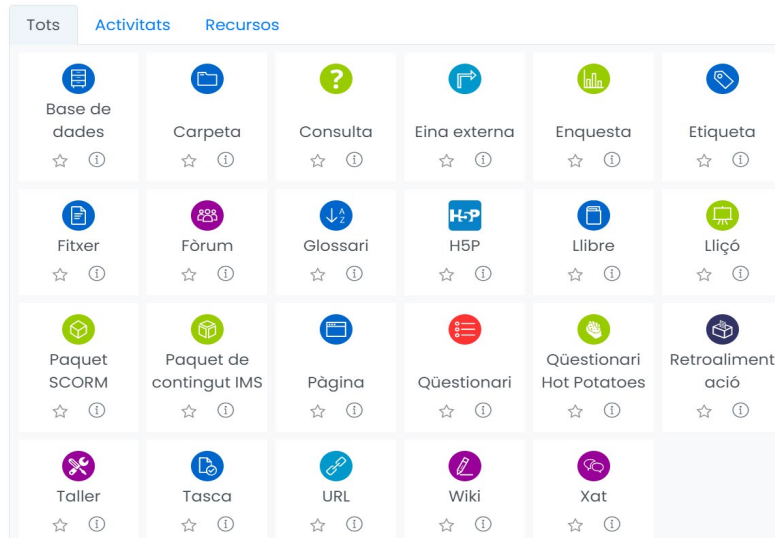 Tots Activitats Recursos
Base de
dades
Carpeta
Consulta
Eina externa
Enquesta
Etiqueta
Fitxer
Fòrum
Glossari
H5P
H5P
Llibre
Lliçó
Paquet
SCORM
Paquet de
contingut IMS
Pàgina
Qüestionari
Qüestionari
Hot Potatoes
Retroaliment
ació
Taller
Tasca
URL
Wiki
Xat